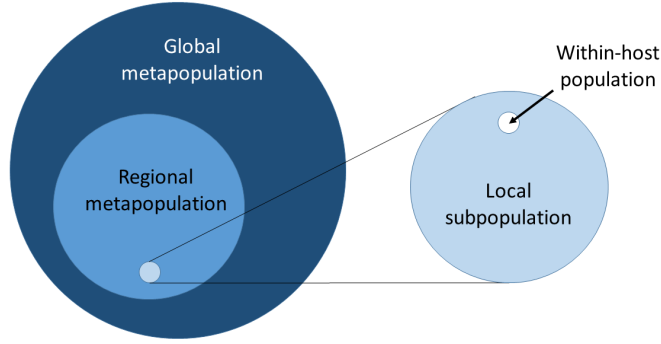 Global
metapopulation
Regional
metapopulation
Within-host
population
Local
subpopulation